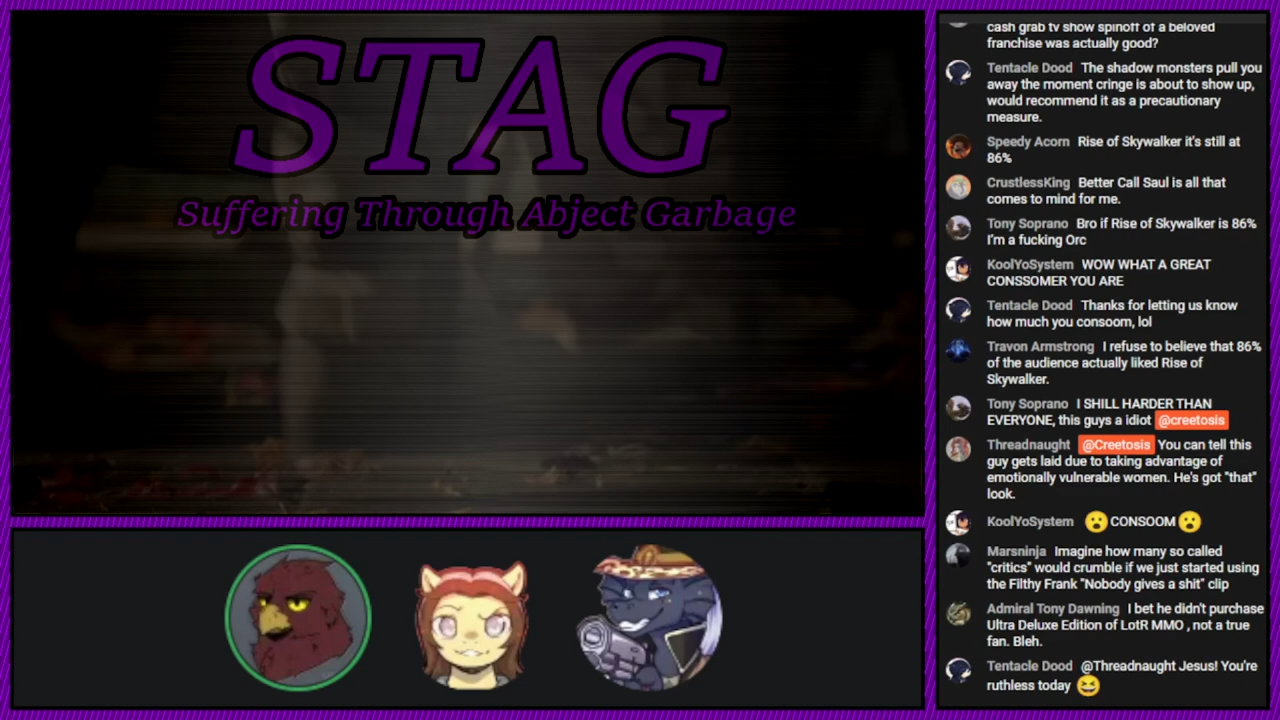 STAG
Suffering Through Abject Garbage
cash grab tv show spinoff of a beloved
franchise was actually good?
Tentacle Dood The shadow monsters pull you
away the moment cringe is about to show up,
would recommend it as a precautionary
measure.
Speedy Acorn Rise of Skywalker it's still at
86%
CrustlessKing Better Call Saul is all that
comes to mind for me.
Tony Soprano Bro if Rise of Skywalker is 86%
I'm a fucking Orc
KoolYoSystem WOW WHAT A GREAT
CONSSOMER YOU ARE
Tentacle Dood Thanks for letting us know
how much you consoom, lol
Travon Armstrong I refuse to believe that 86%
of the audience actually liked Rise of
Skywalker.
Tony Soprano I SHILL HARDER THAN
EVERYONE, this guys a idiot @creetosis
Threadnaught @Creetosis You can tell this
guy gets laid due to taking advantage of
emotionally vulnerable women. He's got "that"
look.
KoolYoSystem 😮CONSOOM😮
Marsninja Imagine how many so called
"critics" would crumble if we just started using
the Filthy Frank "Nobody gives a shit" clip
Admiral Tony Dawning I bet he didn't purchase
Ultra Deluxe Edition of LotR MMO , not a true
fan. Bleh.
Tentacle Dood @Threadnaught Jesus! You're
ruthless today 😆